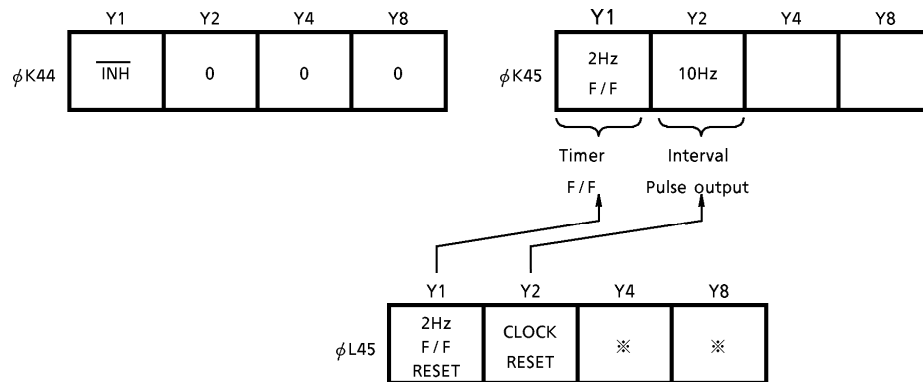 Y1 Y2 Y4 Y8
φK44 INH 0 0 0
Y1 Y2 Y4 Y8
φK45 2Hz F/F 10Hz
Timer F/F
Interval Pulse output
Y1 Y2 Y4 Y8
φL45 2Hz F/F RESET CLOCK RESET ※ ※